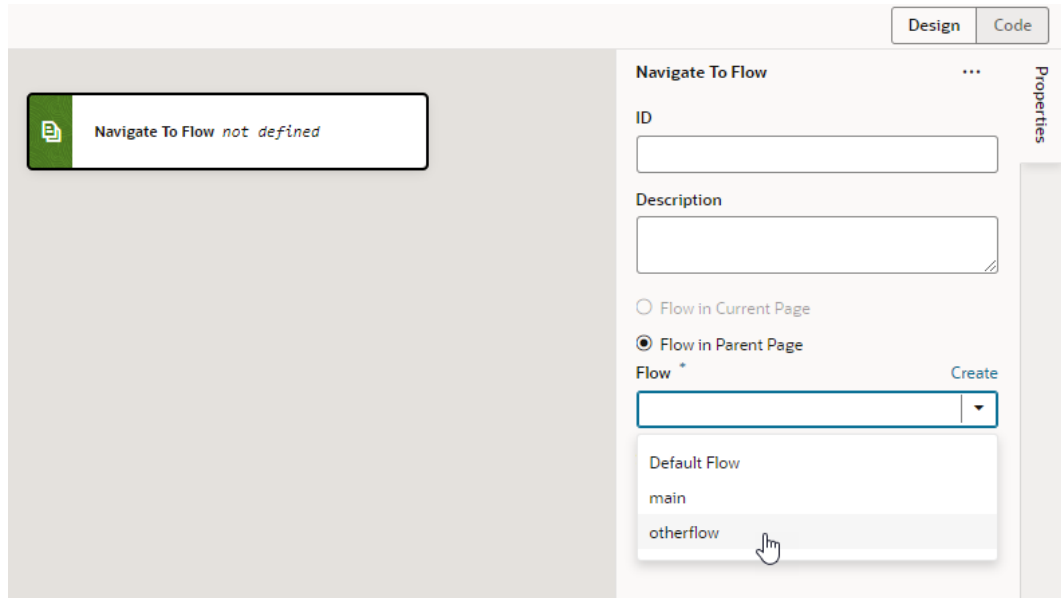 Design Code
Navigate To Flow ...
Properties
ID
Navigate To Flow not defined
Description
Flow in Current Page
Flow in Parent Page
Flow * Create
Default Flow
main
otherflow